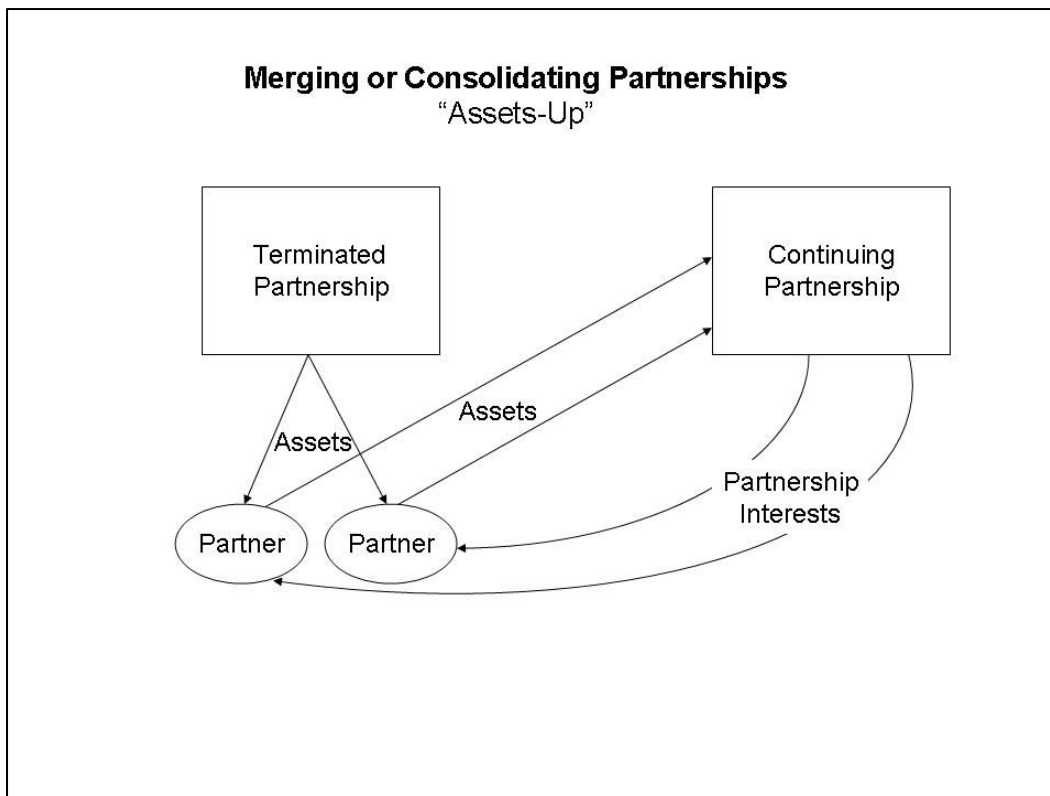 Merging or Consolidating Partnerships
“Assets-Up”
Terminated
Partnership
Continuing
Partnership
Assets
Assets
Partner
Partner
Partnership
Interests